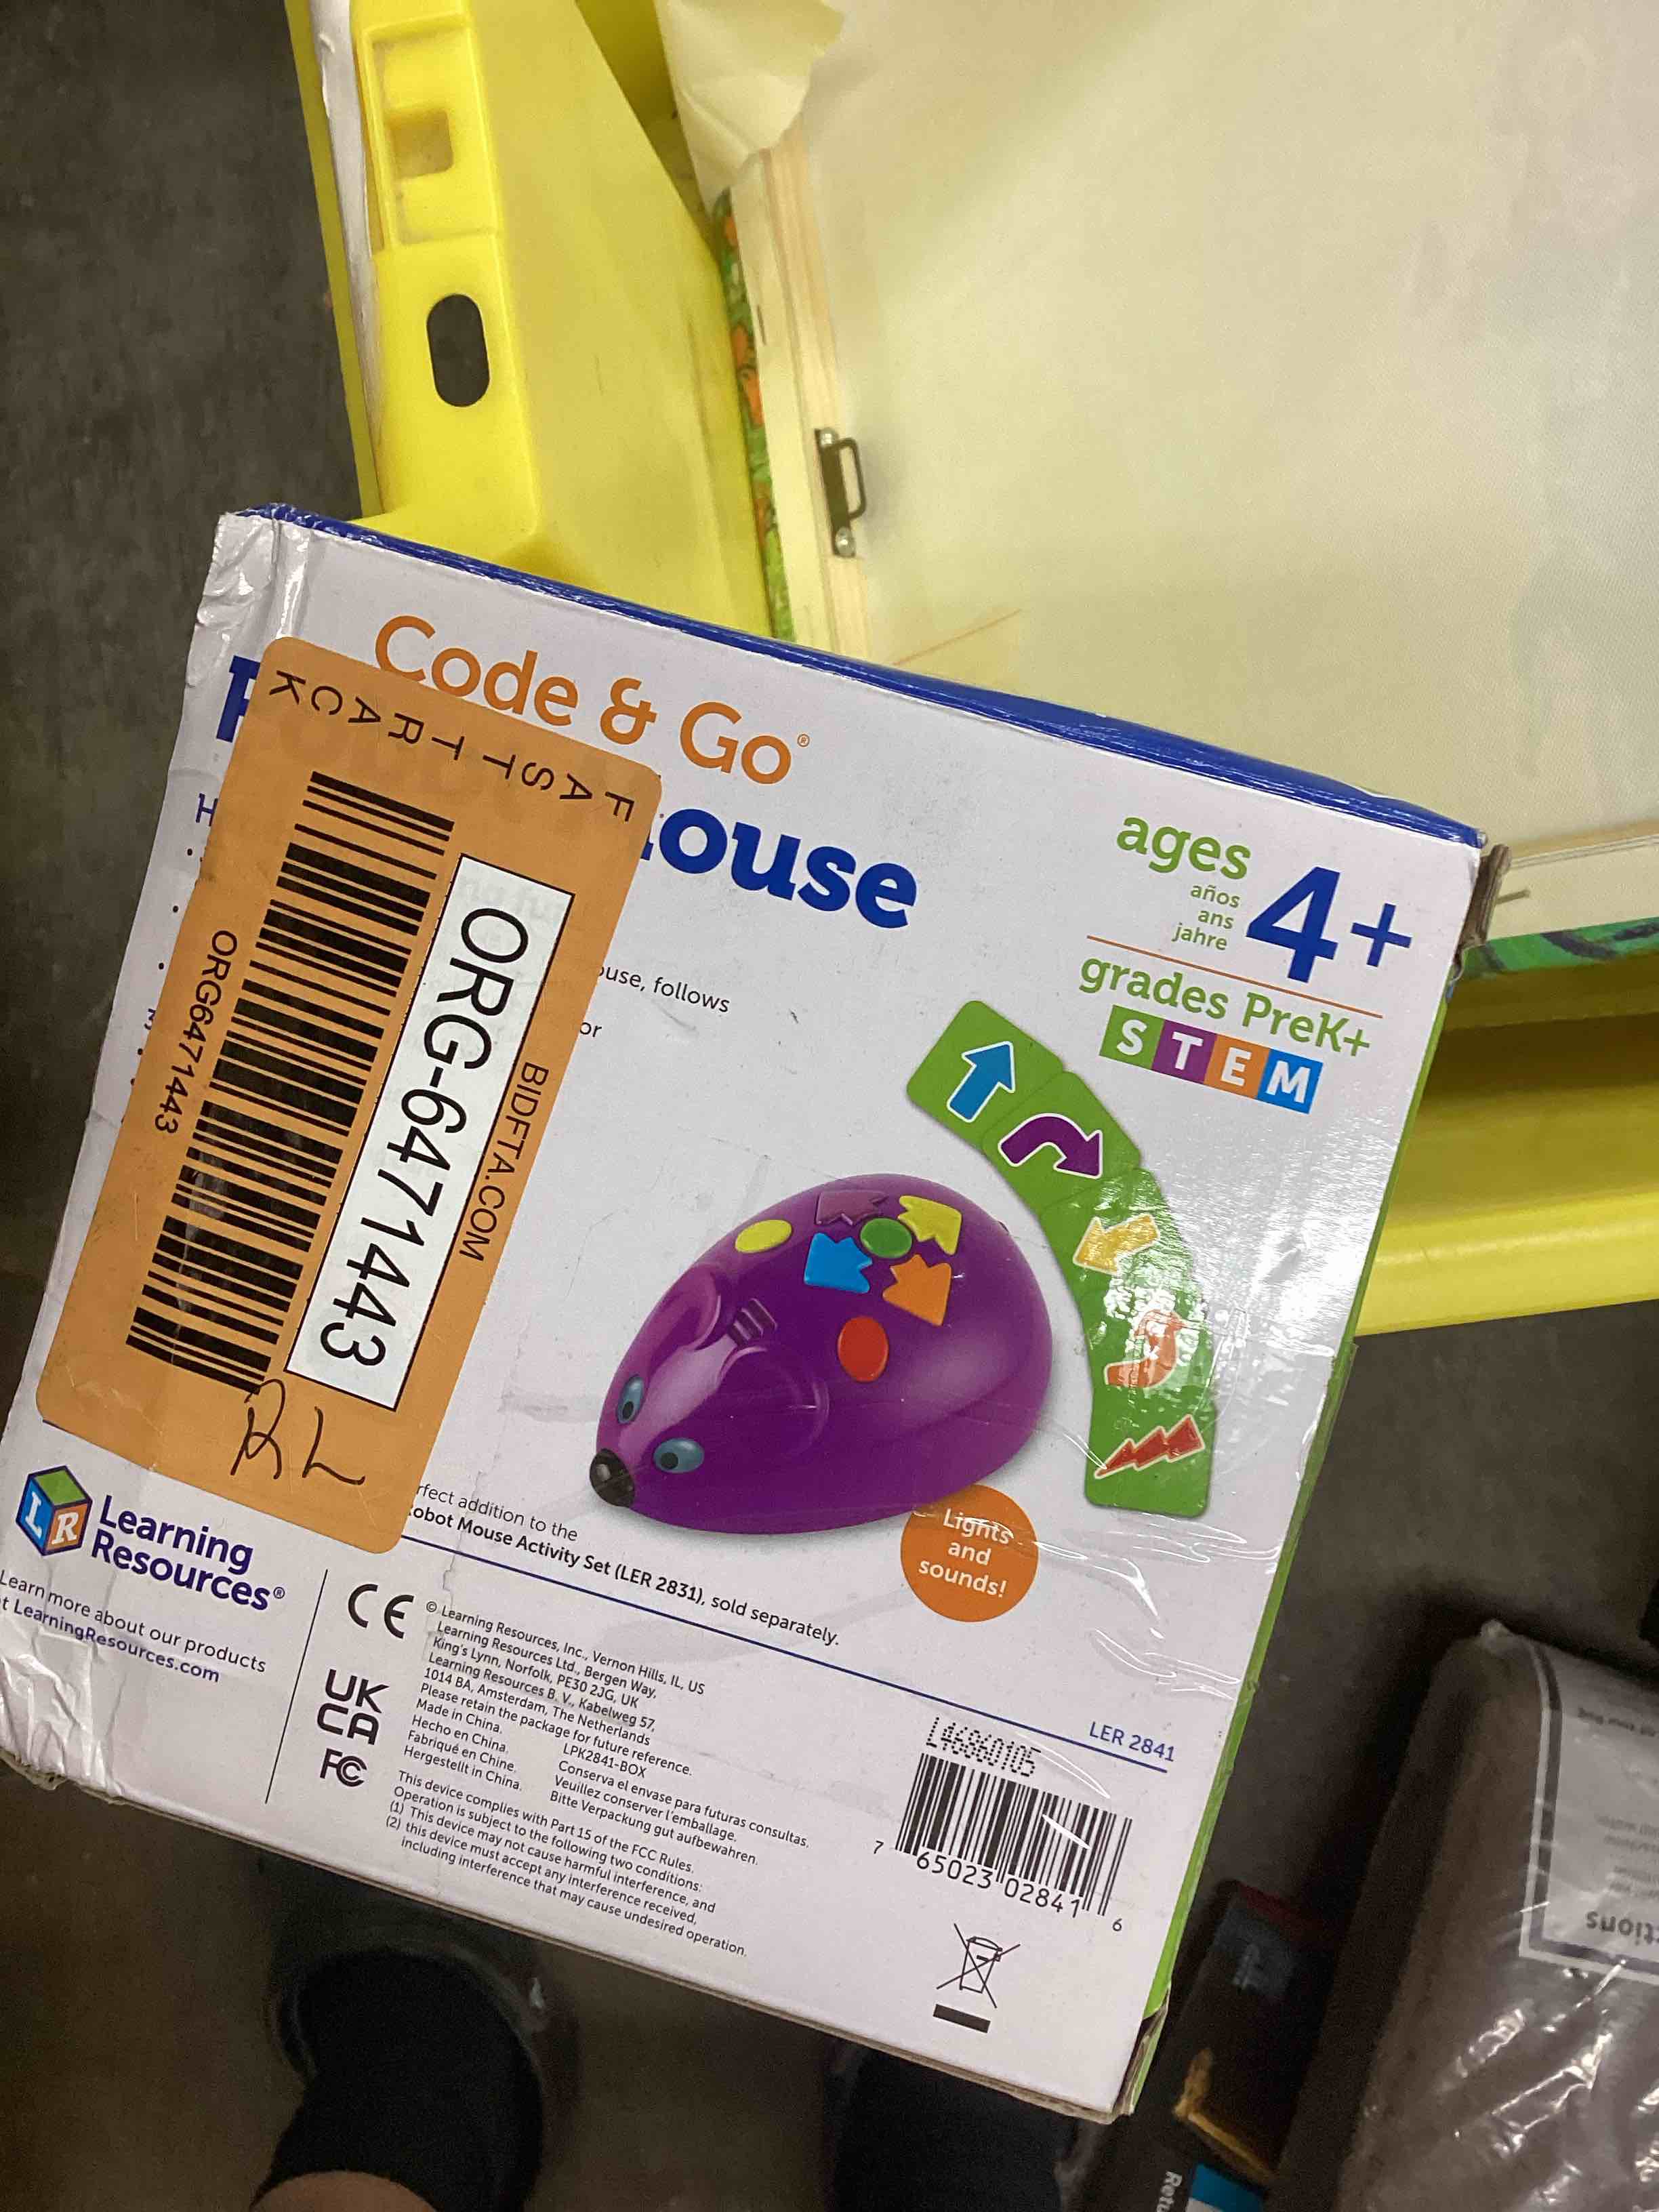 Code & Go®
ouse
ages
años
ans
jahre
4+
grades PreK+
STEM
use, follows
or
FAST TRACK
ORG6471443
ORG-6471443
BIDFTA.COM
rfect addition to the
obot Mouse Activity Set (LER 2831), sold separately.
Lights
and
sounds!
LR
Learning
Resources®
Learn more about our products
t LearningResources.com
CE
UK
CA
FC
© Learning Resources, Inc., Vernon Hills, IL, US
Learning Resources Ltd., Bergen Way,
King's Lynn, Norfolk, PE30 2JG, UK
Learning Resources B. V., Kabelweg 57,
1014 BA, Amsterdam, The Netherlands
Please retain the package for future reference.
Made in China. LPK2841-BOX
Hecho en China. Conserva el envase para futuras consultas.
Fabriqué en Chine. Veuillez conserver l'emballage.
Hergestellt in China. Bitte Verpackung gut aufbewahren.
This device complies with Part 15 of the FCC Rules.
Operation is subject to the following two conditions:
(1) This device may not cause harmful interference, and
(2) this device must accept any interference received,
including interference that may cause undesired operation.
LER 2841
L46860105
7 65023 02841 6
ctions
Retu